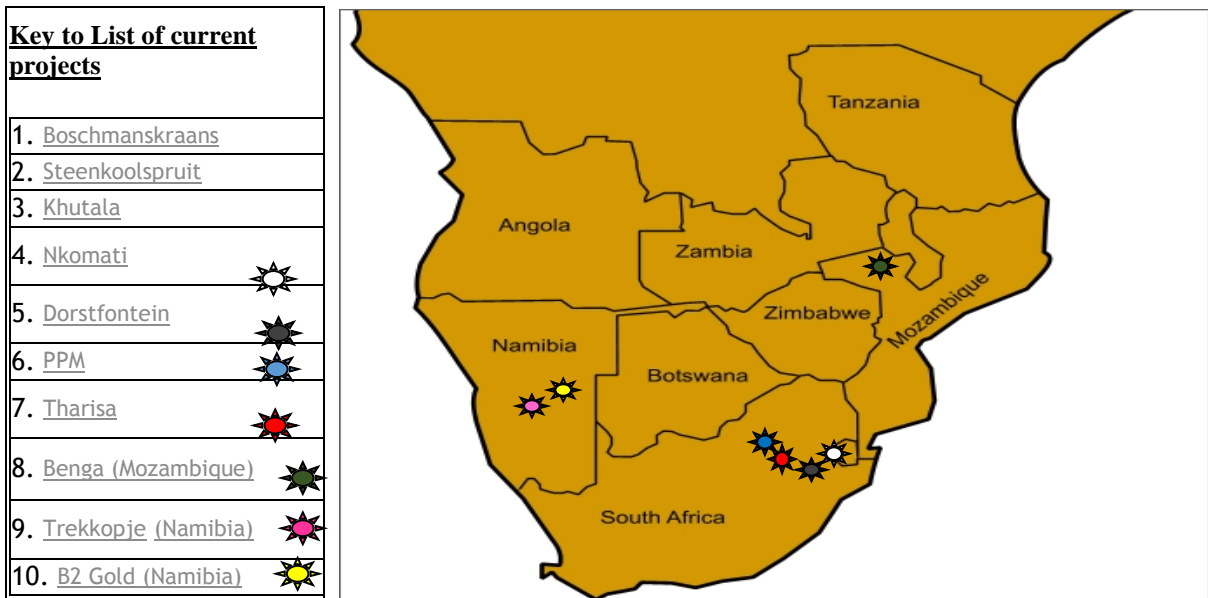 Key to List of current
projects
1. Boschmanskraans
2. Steenkoolspruit
3. Khutala
4. Nkomati
5. Dorstfontein
6. PPM
7. Tharisa
8. Benga (Mozambique)
9. Trekkopje (Namibia)
10. B2 Gold (Namibia)
Tanzania
Angola
Zambia
Zimbabwe
Mozambique
Namibia
Botswana
South Africa